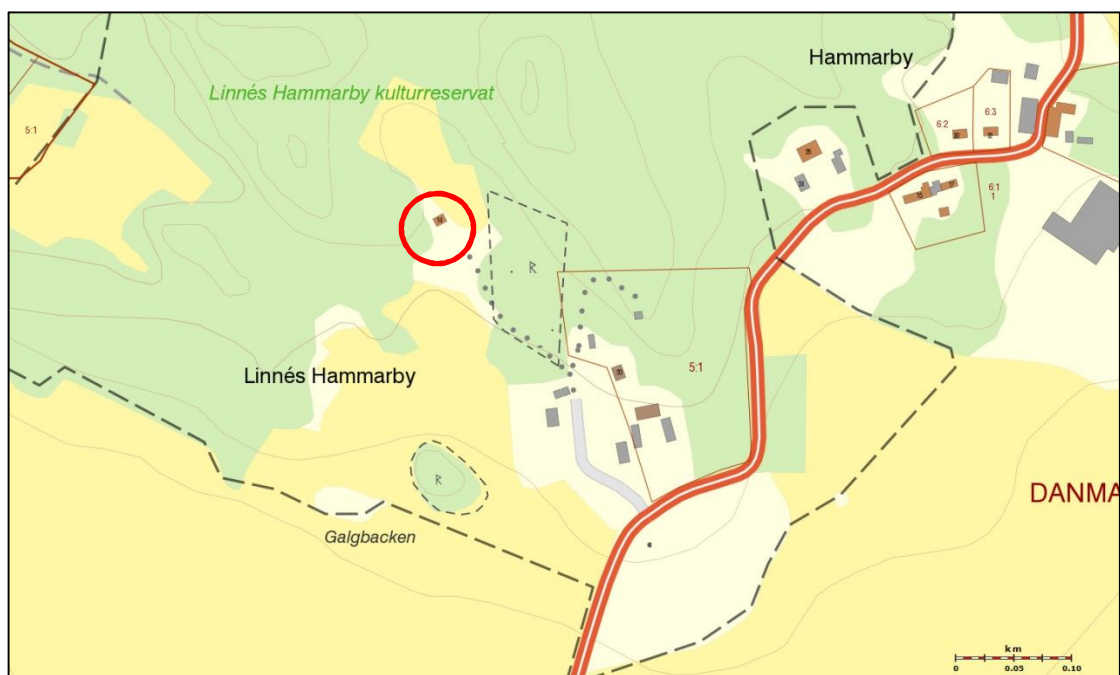 Hammarby
Linnés Hammarby kulturreservat
6:3
6:2
5:1
6:1
1
R
5:1
Linnés Hammarby
R
DANMA
Galgbacken
km
0 0.05 0.10